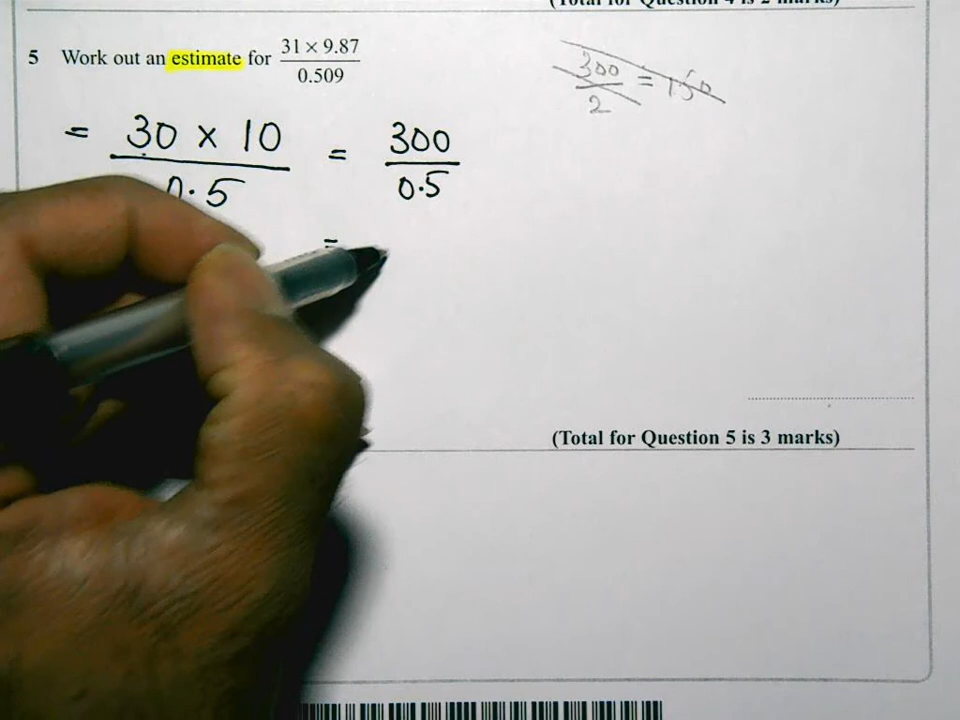 (Total for Question 4 is 2 marks)
5 Work out an estimate for 31 × 9.87
0.509
300
2 = 150
= 30 × 10 = 300
0.5 0.5
=
(Total for Question 5 is 3 marks)